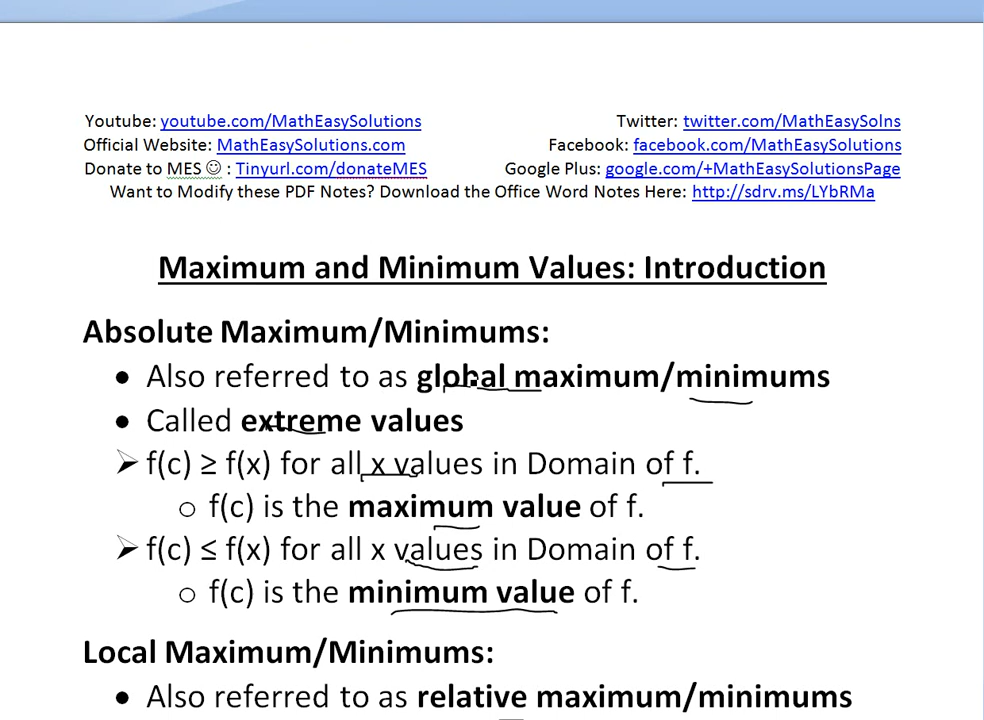 Youtube: youtube.com/MathEasySolutions Twitter: twitter.com/MathEasySolns
Official Website: MathEasySolutions.com Facebook: facebook.com/MathEasySolutions
Donate to MES ☺ : Tinyurl.com/donateMES Google Plus: google.com/+MathEasySolutionsPage
Want to Modify these PDF Notes? Download the Office Word Notes Here: http://sdrv.ms/LYbRMa
Maximum and Minimum Values: Introduction
Absolute Maximum/Minimums:
• Also referred to as global maximum/minimums
• Called extreme values
➢ f(c) ≥ f(x) for all x values in Domain of f.
o f(c) is the maximum value of f.
➢ f(c) ≤ f(x) for all x values in Domain of f.
o f(c) is the minimum value of f.
Local Maximum/Minimums:
• Also referred to as relative maximum/minimums